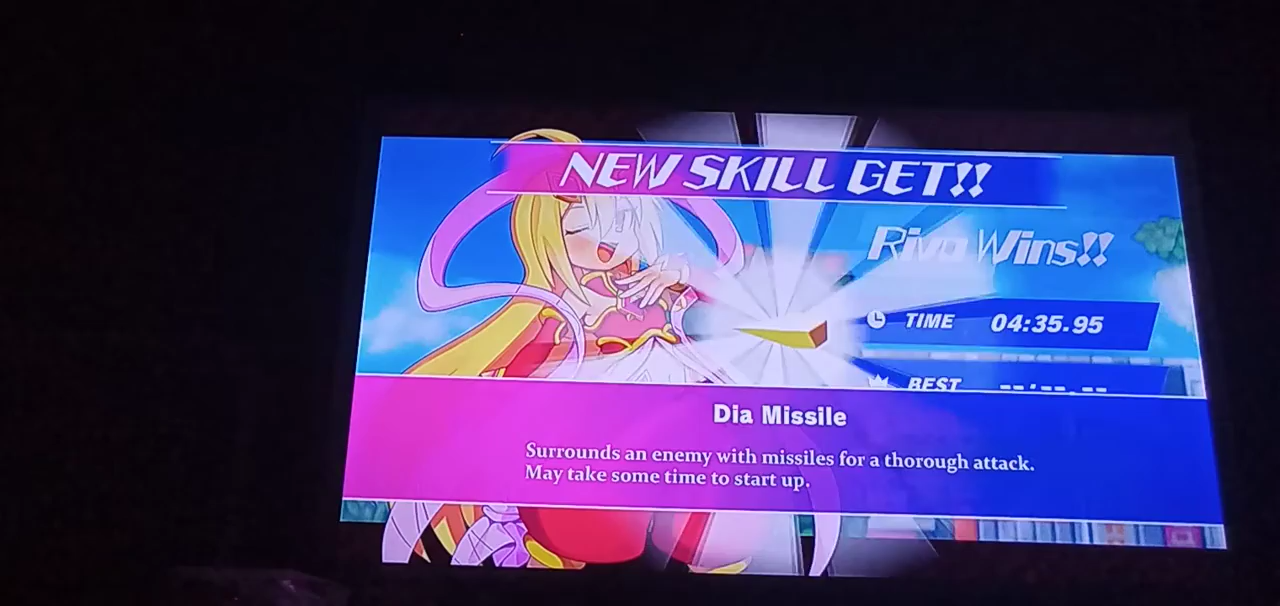 NEW SKILL GET!!
Riva Wins!!
TIME 04:35.95
BEST --'--.--
Dia Missile
Surrounds an enemy with missiles for a thorough attack.
May take some time to start up.